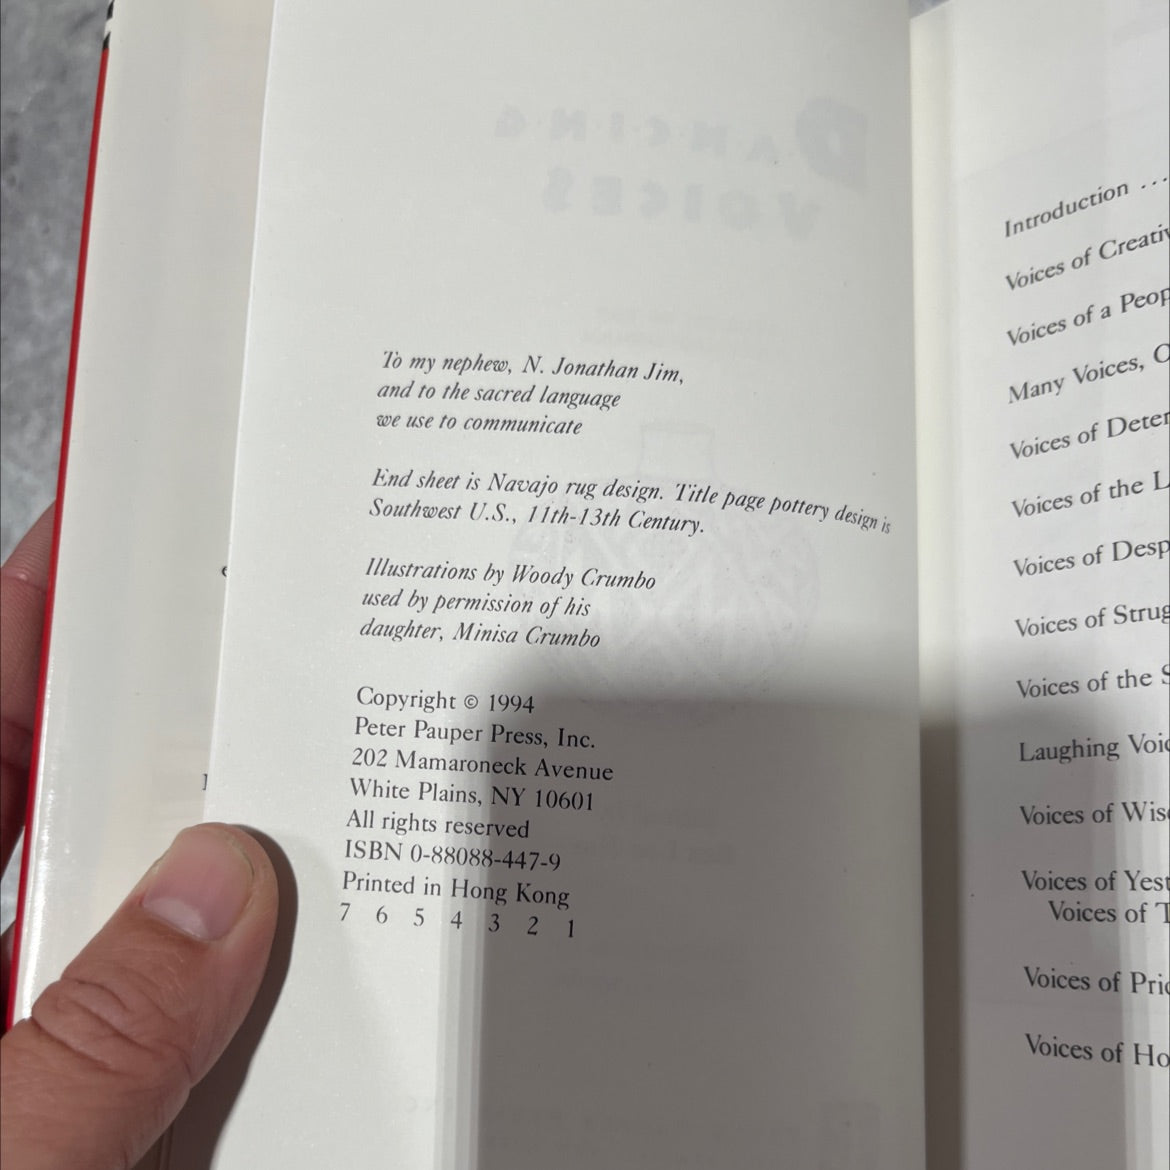 To my nephew, N. Jonathan Jim,
and to the sacred language
we use to communicate
End sheet is Navajo rug design. Title page pottery design is
Southwest U.S., 11th-13th Century.
Illustrations by Woody Crumbo
used by permission of his
daughter, Minisa Crumbo
Copyright © 1994
Peter Pauper Press, Inc.
202 Mamaroneck Avenue
White Plains, NY 10601
All rights reserved
ISBN 0-88088-447-9
Printed in Hong Kong
7 6 5 4 3 2 1
Introduction ...
Voices of Creativ
Voices of a Peop
Many Voices, O
Voices of Deter
Voices of the L
Voices of Desp
Voices of Strug
Voices of the S
Laughing Voic
Voices of Wis
Voices of Yest
Voices of T
Voices of Pri
Voices of Ho